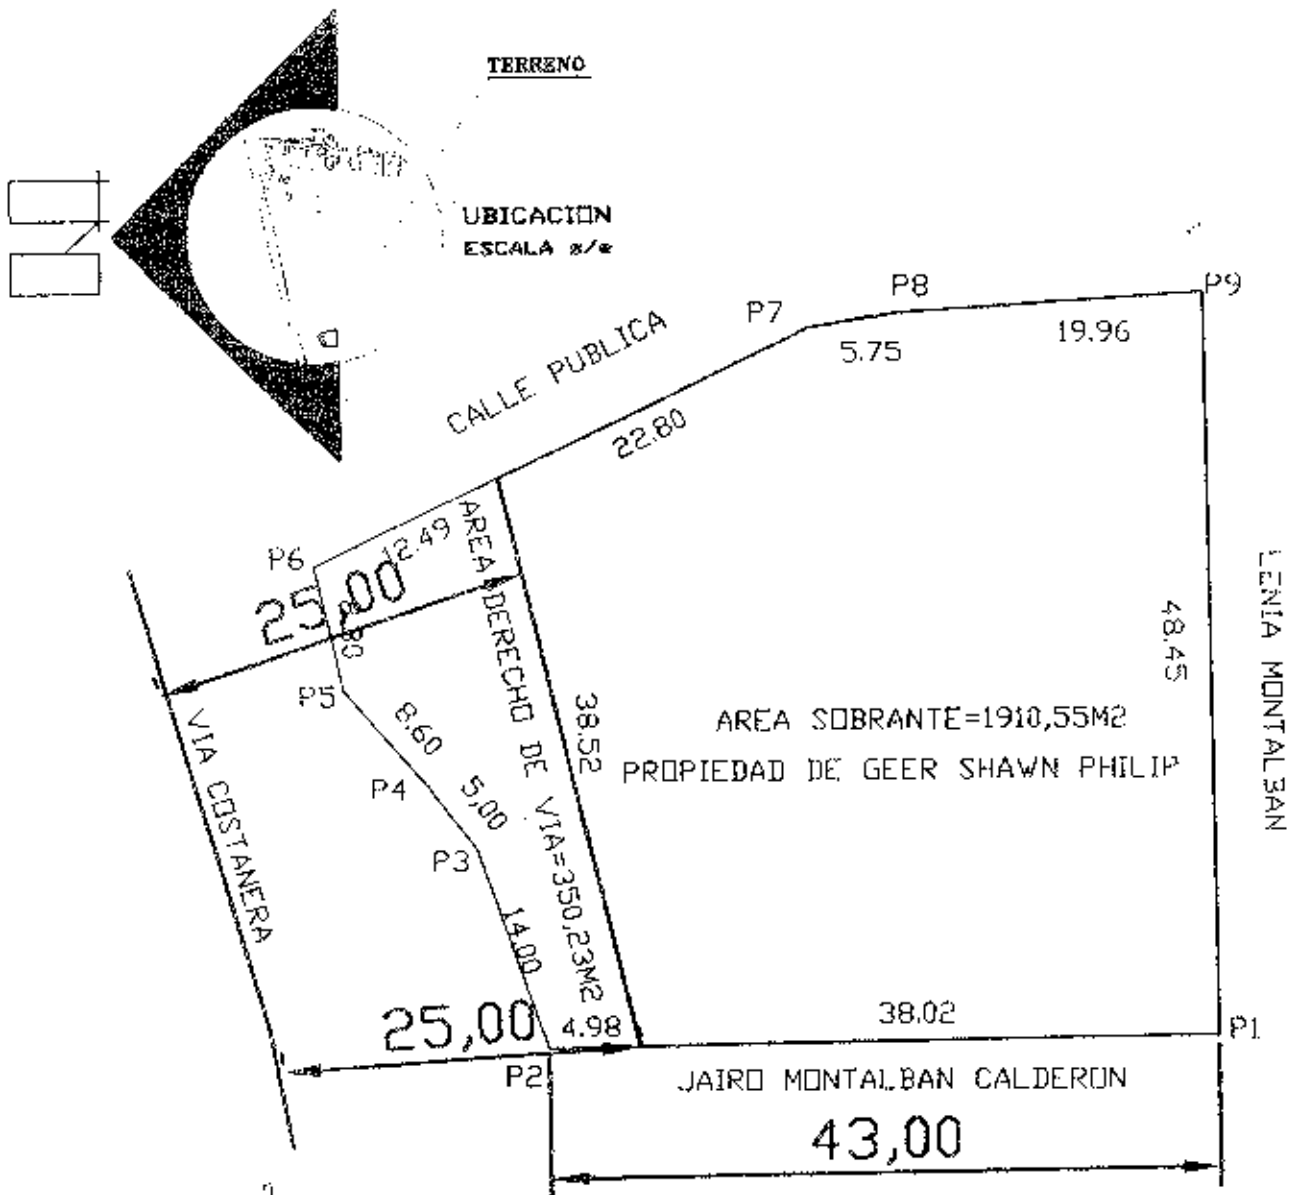 TERRENO
N
UBICACION
ESCALA s/e
CALLE PUBLICA
P7
P8
P9
5.75
19.96
22.80
P6
12.49
25,00
P5
8.60
P4
5,00
P3
14.00
AREA DERECHO DE VIA=350,23M2
38.52
VIA COSTANERA
AREA SOBRANTE=1910,55M2
PROPIEDAD DE GEER SHAWN PHILIP
48.45
LENIA MONTALBAN
25,00
4.98
38.02
P1
P2
JAIRO MONTALBAN CALDERON
43,00